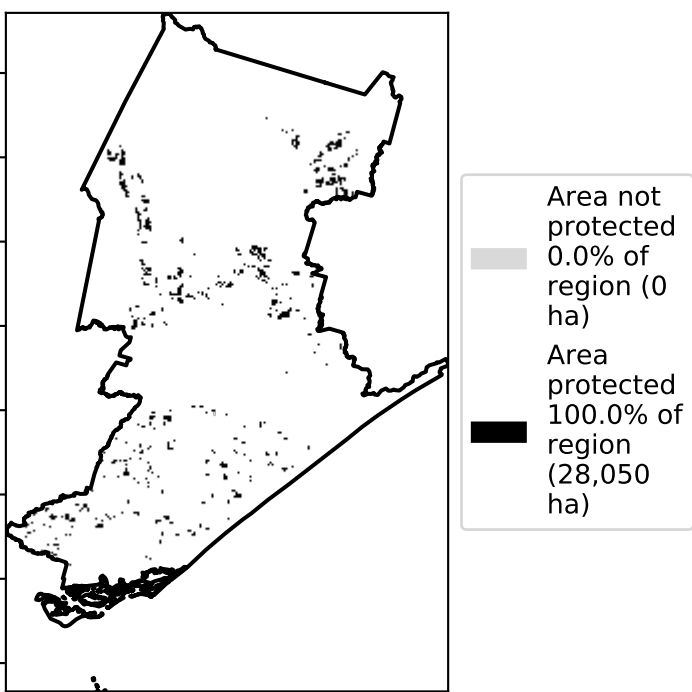 Area not
protected
0.0% of
region (0
ha)
Area
protected
100.0% of
region
(28,050
ha)